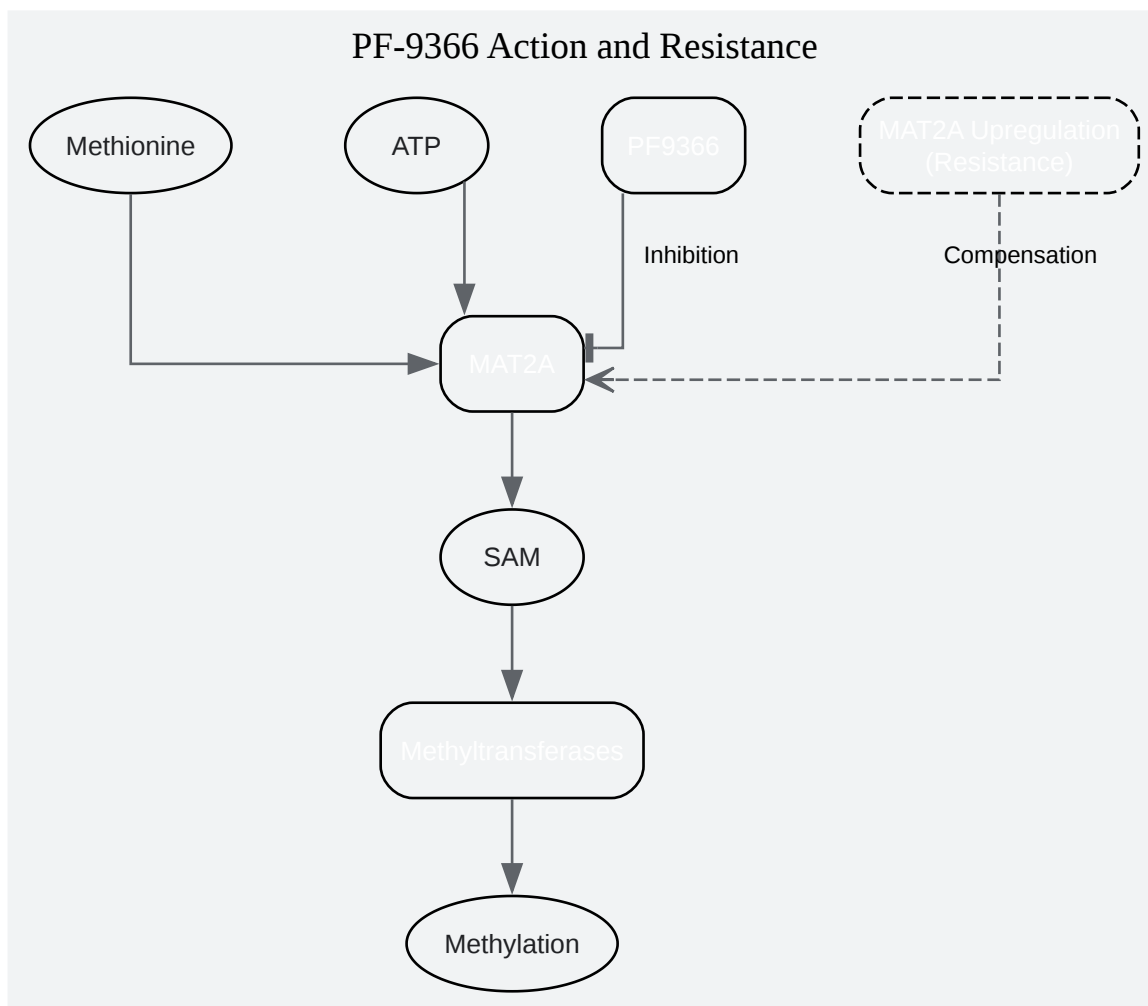 PF-9366 Action and Resistance
Methionine
ATP
PF9366
MAT2A Upregulation
(Resistance)
Inhibition
Compensation
MAT2A
SAM
Methyltransferases
Methylation